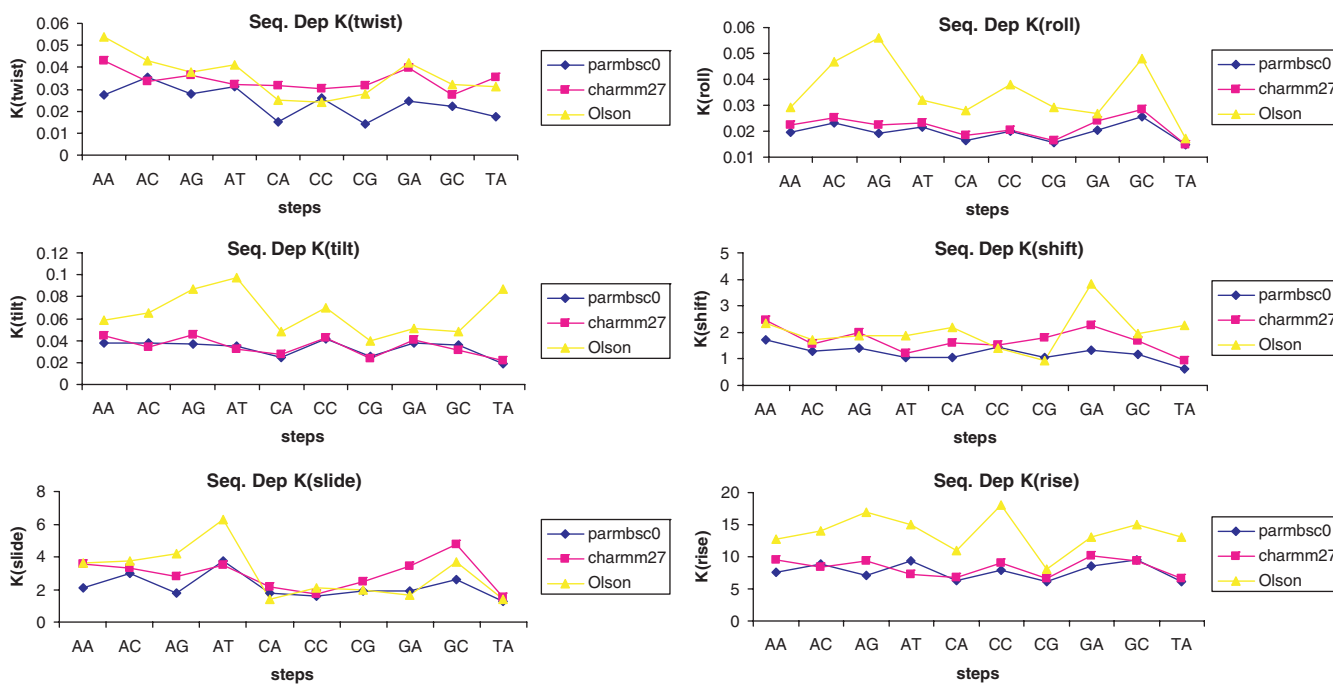 Seq. Dep K(twist)
K(twist)
0.06
0.05
0.04
0.03
0.02
0.01
0
AA AC AG AT CA CC CG GA GC TA
steps
parmbsc0
charmm27
Olson
Seq. Dep K(roll)
K(roll)
0.06
0.05
0.04
0.03
0.02
0.01
AA AC AG AT CA CC CG GA GC TA
steps
parmbsc0
charmm27
Olson
Seq. Dep K(tilt)
K(tilt)
0.12
0.1
0.08
0.06
0.04
0.02
0
AA AC AG AT CA CC CG GA GC TA
steps
parmbsc0
charmm27
Olson
Seq. Dep K(shift)
K(shift)
5
4
3
2
1
0
AA AC AG AT CA CC CG GA GC TA
steps
parmbsc0
charmm27
Olson
Seq. Dep K(slide)
K(slide)
8
6
4
2
0
AA AC AG AT CA CC CG GA GC TA
steps
parmbsc0
charmm27
Olson
Seq. Dep K(rise)
K(rise)
20
15
10
5
0
AA AC AG AT CA CC CG GA GC TA
steps
parmbsc0
charmm27
Olson